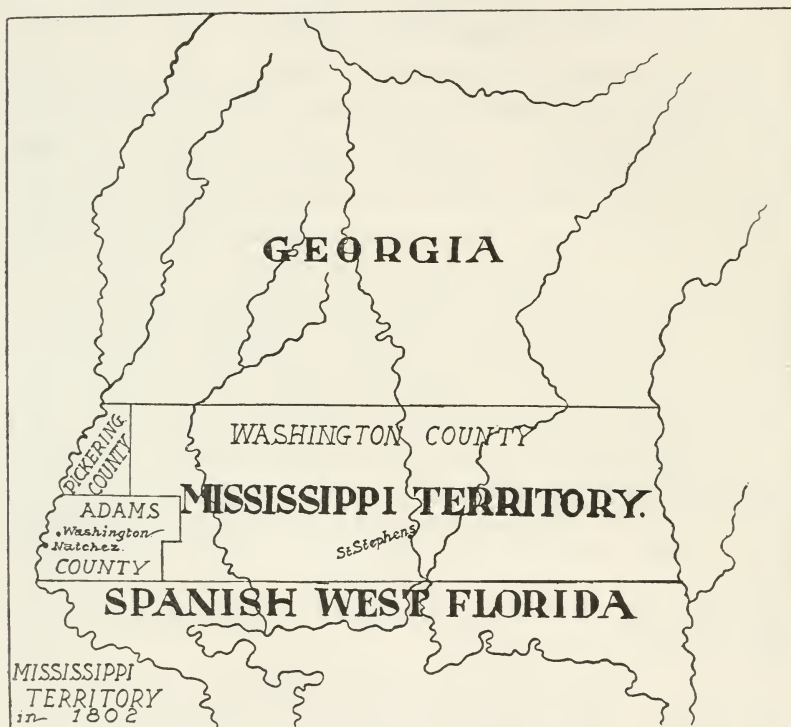 GEORGIA
WASHINGTON COUNTY
PICKERING
COUNTY
MISSISSIPPI TERRITORY.
ADAMS
Washington
Natchez.
COUNTY
St Stephens
SPANISH WEST FLORIDA
MISSISSIPPI
TERRITORY
in 1802